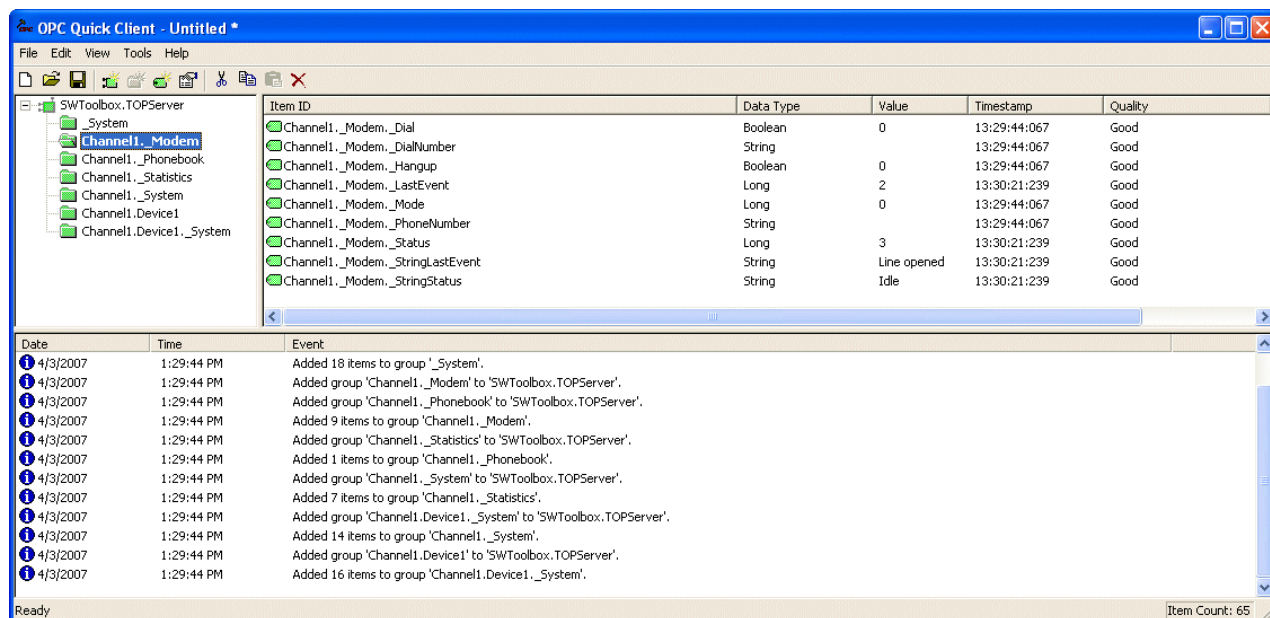 OPC Quick Client - Untitled *
File Edit View Tools Help
SWToolbox.TOPServer
_System
Channel1._Modem
Channel1._Phonebook
Channel1._Statistics
Channel1._System
Channel1.Device1
Channel1.Device1._System
Item ID Data Type Value Timestamp Quality
Channel1._Modem._Dial Boolean 0 13:29:44:067 Good
Channel1._Modem._DialNumber String 13:29:44:067 Good
Channel1._Modem._Hangup Boolean 0 13:29:44:067 Good
Channel1._Modem._LastEvent Long 2 13:30:21:239 Good
Channel1._Modem._Mode Long 0 13:29:44:067 Good
Channel1._Modem._PhoneNumber String 13:29:44:067 Good
Channel1._Modem._Status Long 3 13:30:21:239 Good
Channel1._Modem._StringLastEvent String Line opened 13:30:21:239 Good
Channel1._Modem._StringStatus String Idle 13:30:21:239 Good
Date Time Event
4/3/2007 1:29:44 PM Added 18 items to group '_System'.
4/3/2007 1:29:44 PM Added group 'Channel1._Modem' to 'SWToolbox.TOPServer'.
4/3/2007 1:29:44 PM Added group 'Channel1._Phonebook' to 'SWToolbox.TOPServer'.
4/3/2007 1:29:44 PM Added 9 items to group 'Channel1._Modem'.
4/3/2007 1:29:44 PM Added group 'Channel1._Statistics' to 'SWToolbox.TOPServer'.
4/3/2007 1:29:44 PM Added 1 items to group 'Channel1._Phonebook'.
4/3/2007 1:29:44 PM Added group 'Channel1._System' to 'SWToolbox.TOPServer'.
4/3/2007 1:29:44 PM Added 7 items to group 'Channel1._Statistics'.
4/3/2007 1:29:44 PM Added group 'Channel1.Device1._System' to 'SWToolbox.TOPServer'.
4/3/2007 1:29:44 PM Added 14 items to group 'Channel1._System'.
4/3/2007 1:29:44 PM Added group 'Channel1.Device1' to 'SWToolbox.TOPServer'.
4/3/2007 1:29:44 PM Added 16 items to group 'Channel1.Device1._System'.
Ready Item Count: 65